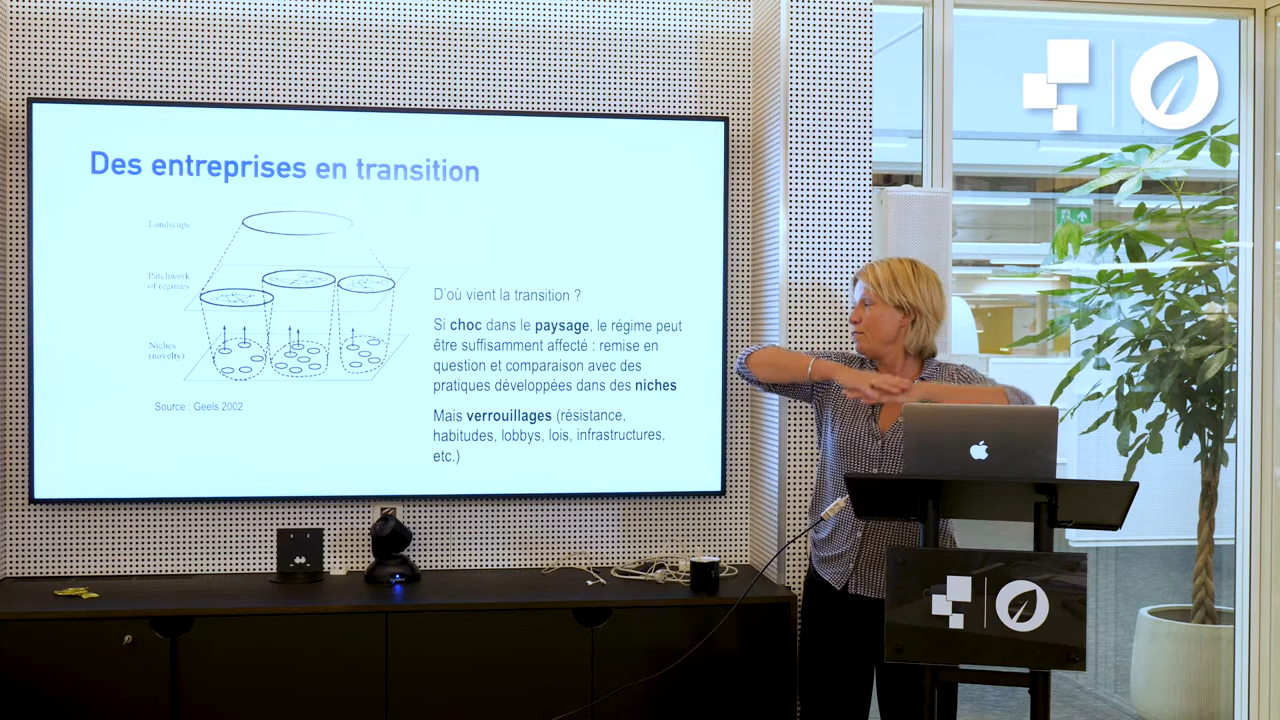 Des entreprises en transition
Landscape
Patchwork
of regimes
Niches
(novelty)
Source : Geels 2002
D'où vient la transition ?
Si choc dans le paysage, le régime peut
être suffisamment affecté : remise en
question et comparaison avec des
pratiques développées dans des niches
Mais verrouillages (résistance,
habitudes, lobbys, lois, infrastructures,
etc.)